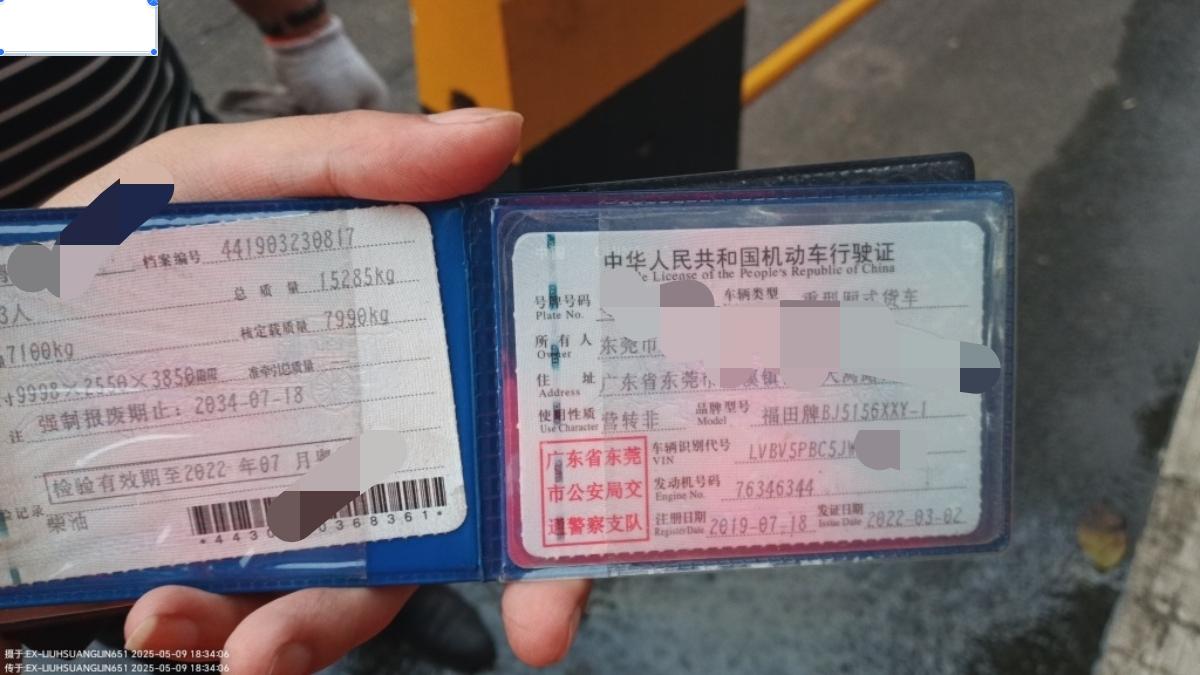 档案编号 441903230817
3人
总 质 量 15285kg
7100kg
核定载质量 7990kg
9998×2550×3850 准牵引总质量
注 强制报废期止：2034-07-18
检验有效期至2022 年07 月
记录
柴油
0368361*
中华人民共和国机动车行驶证
e License of the People's Republic of China
号牌号码 车辆类型 重型厢式货车
Plate No.
所 有 人 东莞市
Owner
住 址 广东省东莞
Address
使用性质 营转非 品牌型号 福田牌BJ5156XXY-1
Use Character Model
广东省东莞
市公安局交
通警察支队
车辆识别代号 LVBV5PBC5J
VIN
发动机号码 76346344
Engine No.
注册日期 2019-07-18 发证日期 2022-03-02
Register Date Issue Date
摄于:EX-LIUHSUANGLIN651 2025-05-09 18:34:06
传于:EX-LIUHSUANGLIN651 2025-05-09 18:34:06